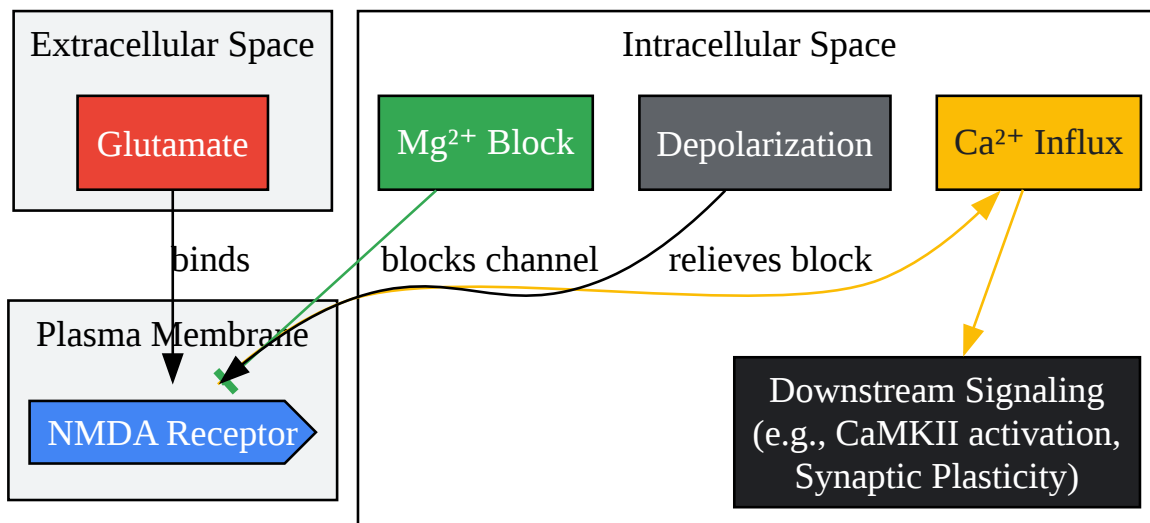 Extracellular Space
Intracellular Space
Glutamate
Mg²⁺ Block
Depolarization
Ca²⁺ Influx
binds
blocks channel
relieves block
Plasma Membrane
NMDA Receptor
Downstream Signaling
(e.g., CaMKII activation,
Synaptic Plasticity)